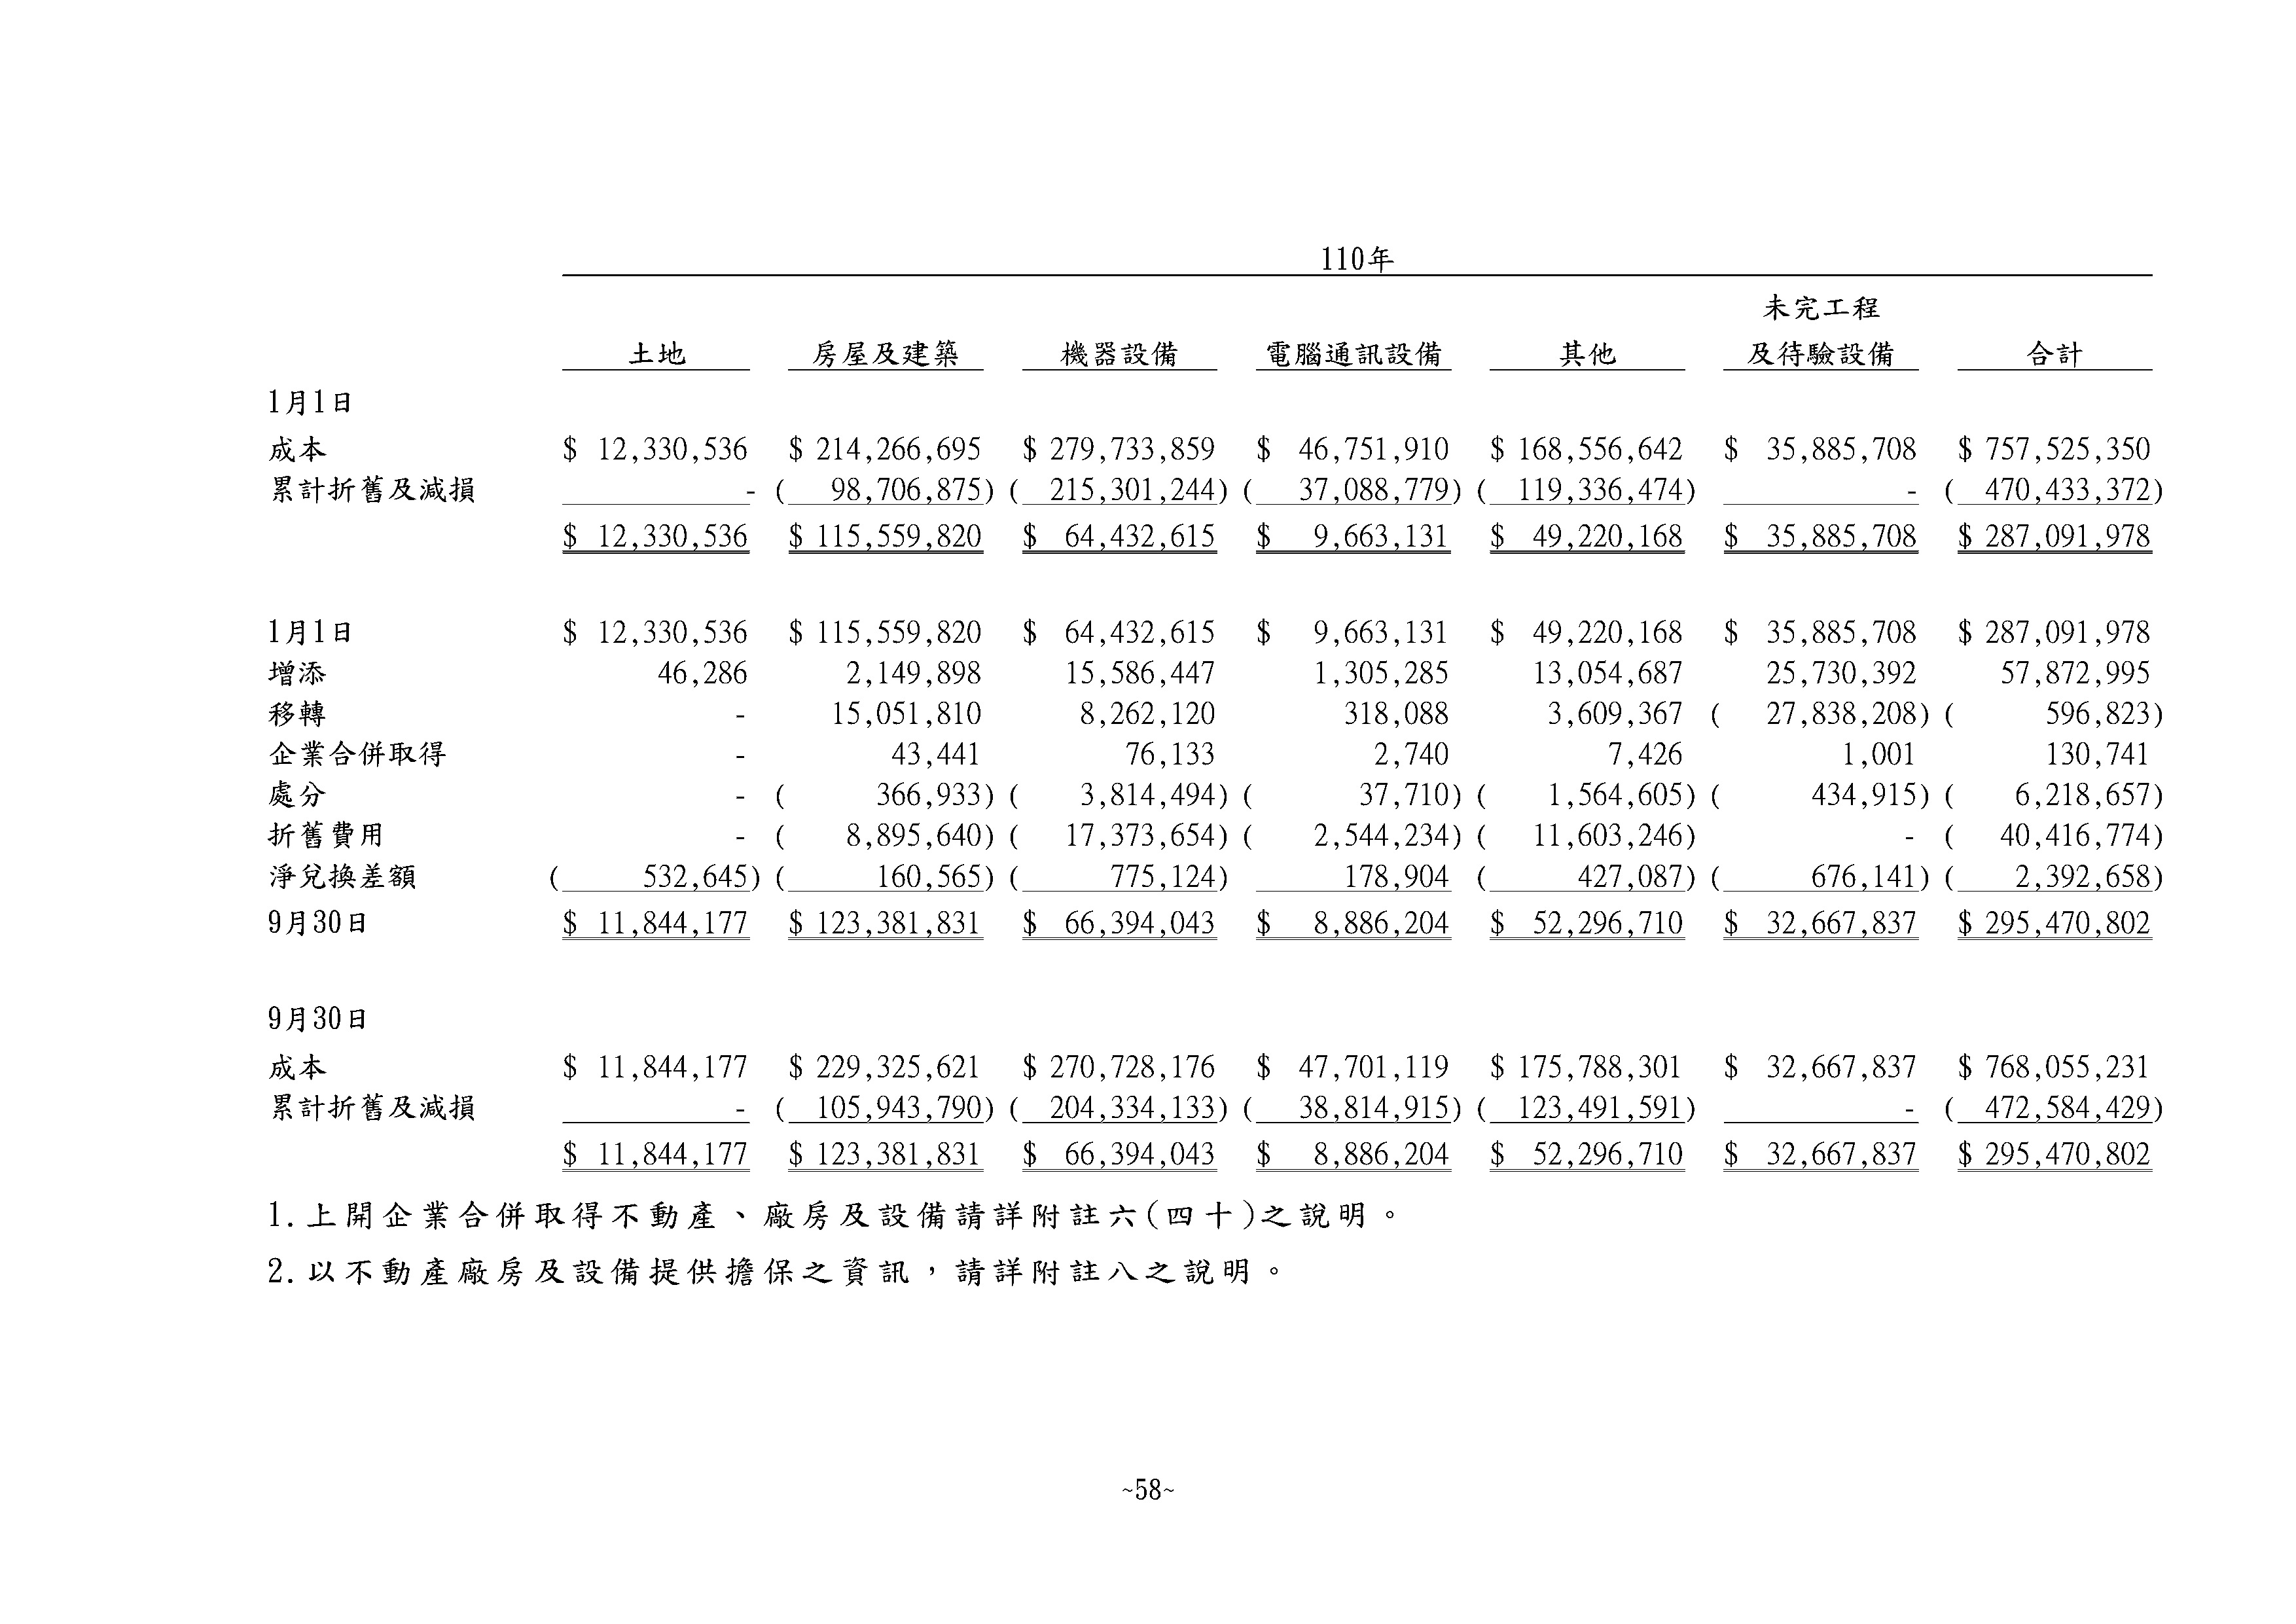 110年
未完工程
土地 房屋及建築 機器設備 電腦通訊設備 其他 及待驗設備 合計
1月1日
成本 $ 12,330,536 $ 214,266,695 $ 279,733,859 $ 46,751,910 $ 168,556,642 $ 35,885,708 $ 757,525,350
累計折舊及減損 - ( 98,706,875) ( 215,301,244) ( 37,088,779) ( 119,336,474) - ( 470,433,372)
$ 12,330,536 $ 115,559,820 $ 64,432,615 $ 9,663,131 $ 49,220,168 $ 35,885,708 $ 287,091,978
1月1日 $ 12,330,536 $ 115,559,820 $ 64,432,615 $ 9,663,131 $ 49,220,168 $ 35,885,708 $ 287,091,978
增添 46,286 2,149,898 15,586,447 1,305,285 13,054,687 25,730,392 57,872,995
移轉 - 15,051,810 8,262,120 318,088 3,609,367 ( 27,838,208) ( 596,823)
企業合併取得 - 43,441 76,133 2,740 7,426 1,001 130,741
處分 - ( 366,933) ( 3,814,494) ( 37,710) ( 1,564,605) ( 434,915) ( 6,218,657)
折舊費用 - ( 8,895,640) ( 17,373,654) ( 2,544,234) ( 11,603,246) - ( 40,416,774)
淨兌換差額 ( 532,645) ( 160,565) ( 775,124) 178,904 ( 427,087) ( 676,141) ( 2,392,658)
9月30日 $ 11,844,177 $ 123,381,831 $ 66,394,043 $ 8,886,204 $ 52,296,710 $ 32,667,837 $ 295,470,802
9月30日
成本 $ 11,844,177 $ 229,325,621 $ 270,728,176 $ 47,701,119 $ 175,788,301 $ 32,667,837 $ 768,055,231
累計折舊及減損 - ( 105,943,790) ( 204,334,133) ( 38,814,915) ( 123,491,591) - ( 472,584,429)
$ 11,844,177 $ 123,381,831 $ 66,394,043 $ 8,886,204 $ 52,296,710 $ 32,667,837 $ 295,470,802
1.上開企業合併取得不動產、廠房及設備請詳附註六(四十)之說明。
2.以不動產廠房及設備提供擔保之資訊，請詳附註八之說明。
~58~